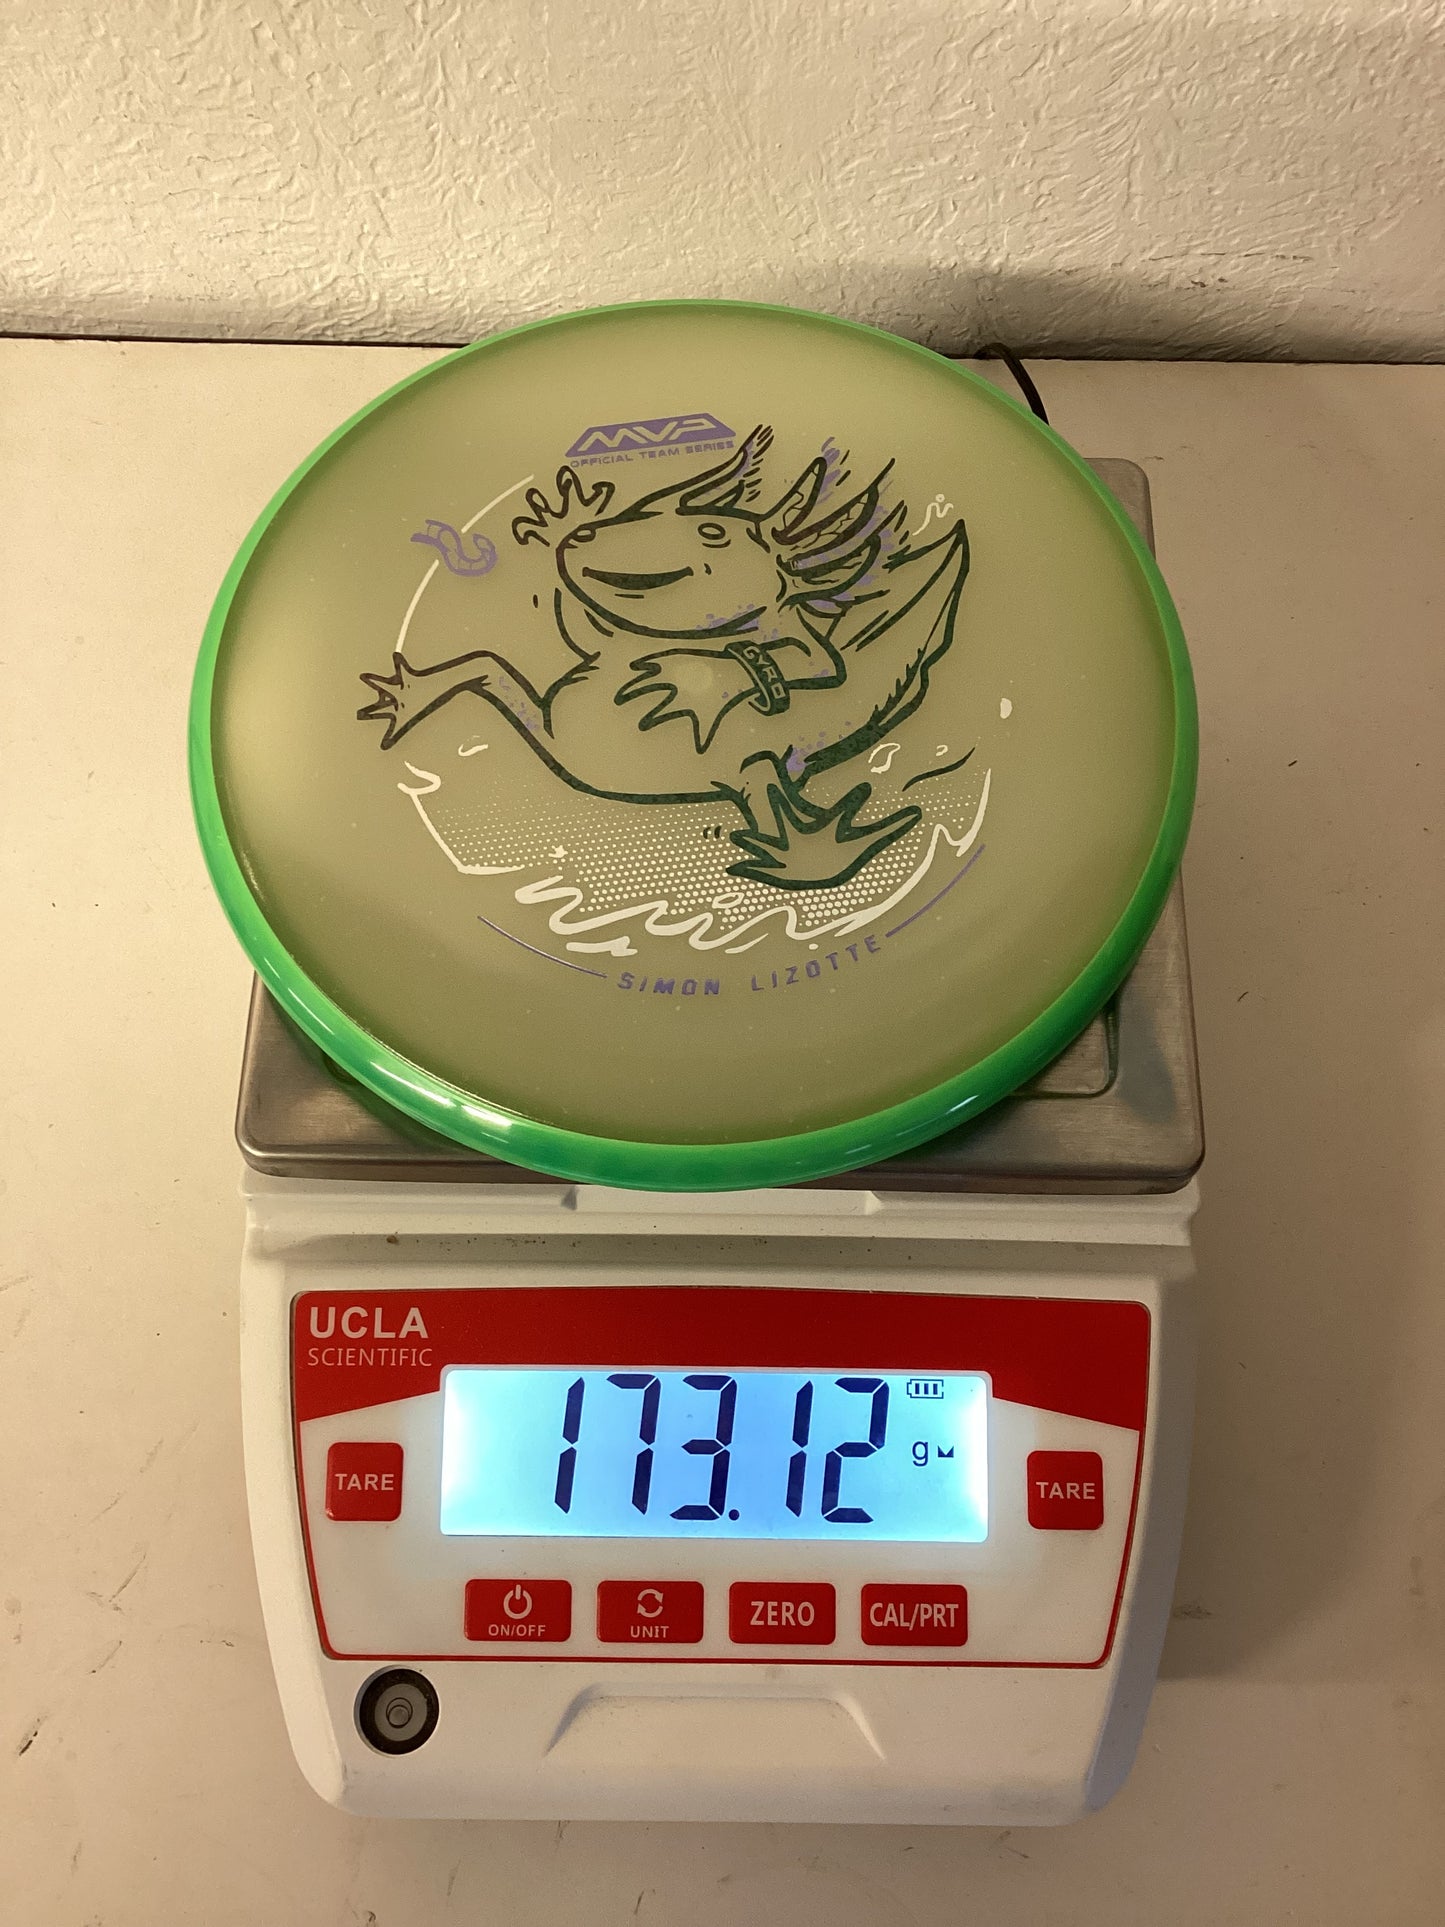 MVP
OFFICIAL TEAM SERIES
GYRO
SIMON LIZOTTE
UCLA
SCIENTIFIC
173.12
g
TARE
TARE
ON/OFF
UNIT
ZERO
CAL/PRT